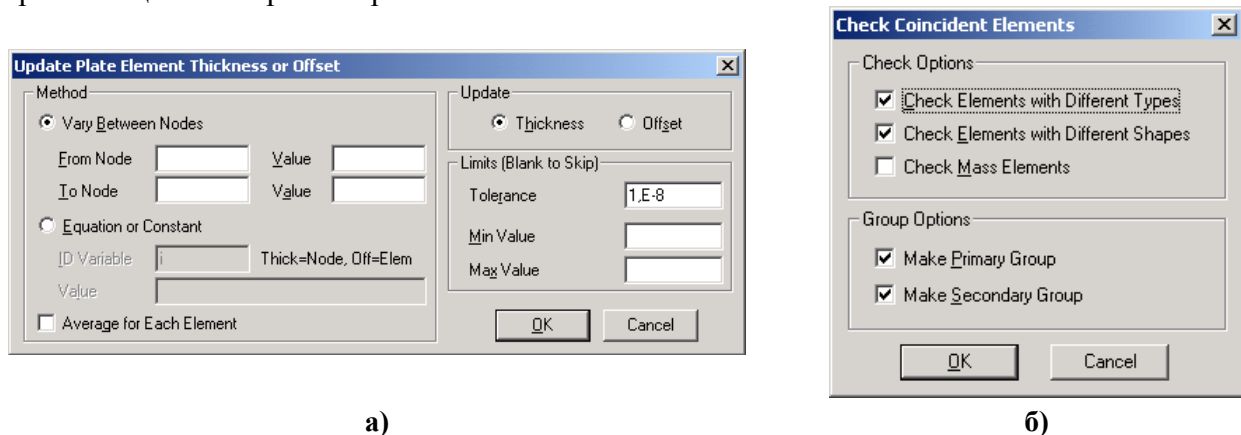 Update Plate Element Thickness or Offset
Method
Vary Between Nodes
From Node Value
To Node Value
Equation or Constant
ID Variable i Thick=Node, Off=Elem
Value
Average for Each Element
Update
Thickness Offset
Limits (Blank to Skip)
Tolerance 1,E-8
Min Value
Max Value
OK Cancel
а)
Check Coincident Elements
Check Options
Check Elements with Different Types
Check Elements with Different Shapes
Check Mass Elements
Group Options
Make Primary Group
Make Secondary Group
OK Cancel
б)